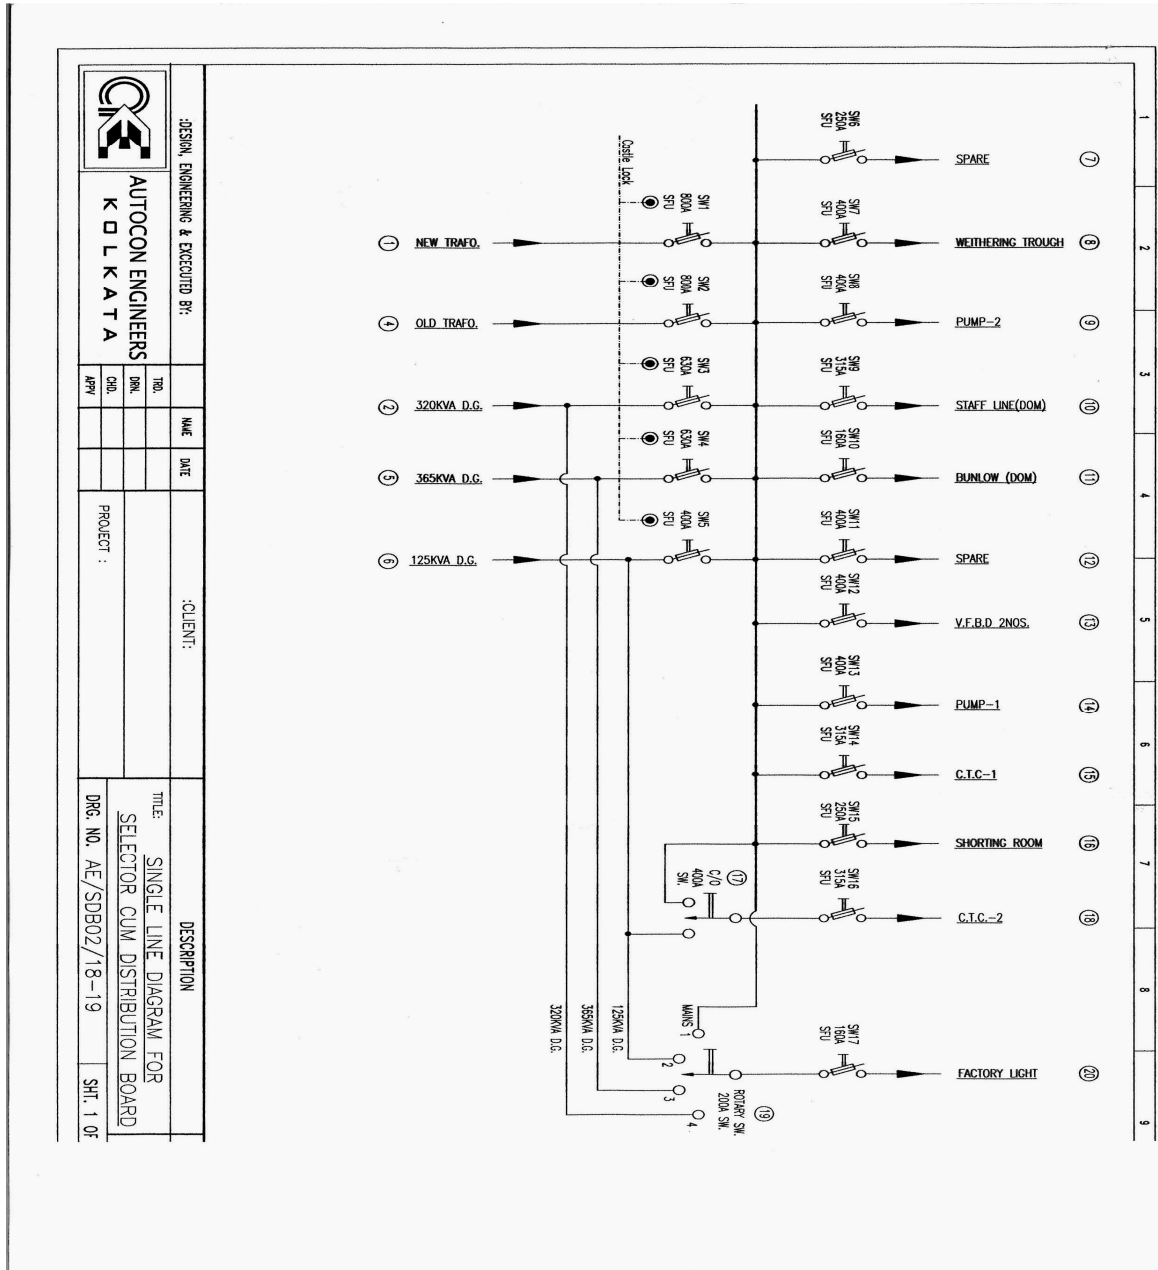 1
2
3
4
5
6
7
8
9
SW6
250A
SFU
SPARE
7
Castle Lock
SW1
800A
SFU
1
NEW TRAFO.
SW7
400A
SFU
WEITHERING TROUGH
8
SW2
800A
SFU
4
OLD TRAFO.
SW8
400A
SFU
PUMP-2
9
SW3
630A
SFU
2
320KVA D.G.
SW9
315A
SFU
STAFF LINE(DOM)
10
SW4
630A
SFU
5
365KVA D.G.
SW10
160A
SFU
BUNLOW (DOM)
11
SW5
400A
SFU
6
125KVA D.G.
SW11
400A
SFU
SPARE
12
SW12
400A
SFU
V.F.B.D 2NOS.
13
SW13
400A
SFU
PUMP-1
14
SW14
315A
SFU
C.T.C-1
15
SW15
250A
SFU
SHORTING ROOM
16
17
C/O
400A
SW.
SW16
315A
SFU
C.T.C.-2
18
MAINS 1
125KVA D.G.
365KVA D.G.
320KVA D.G.
2
3
4
SW17
160A
SFU
FACTORY LIGHT
20
19
ROTARY SW.
200A SW.
:DESIGN, ENGINEERING & EXCECUTED BY:
AUTOCON ENGINEERS
KOLKATA
NAME
DATE
TRD.
DRN.
CHD.
APPV
:CLIENT:
PROJECT :
DESCRIPTION
TITLE:
SINGLE LINE DIAGRAM FOR
SELECTOR CUM DISTRIBUTION BOARD
DRG. NO. AE/SDB02/18-19
SHT. 1 OF